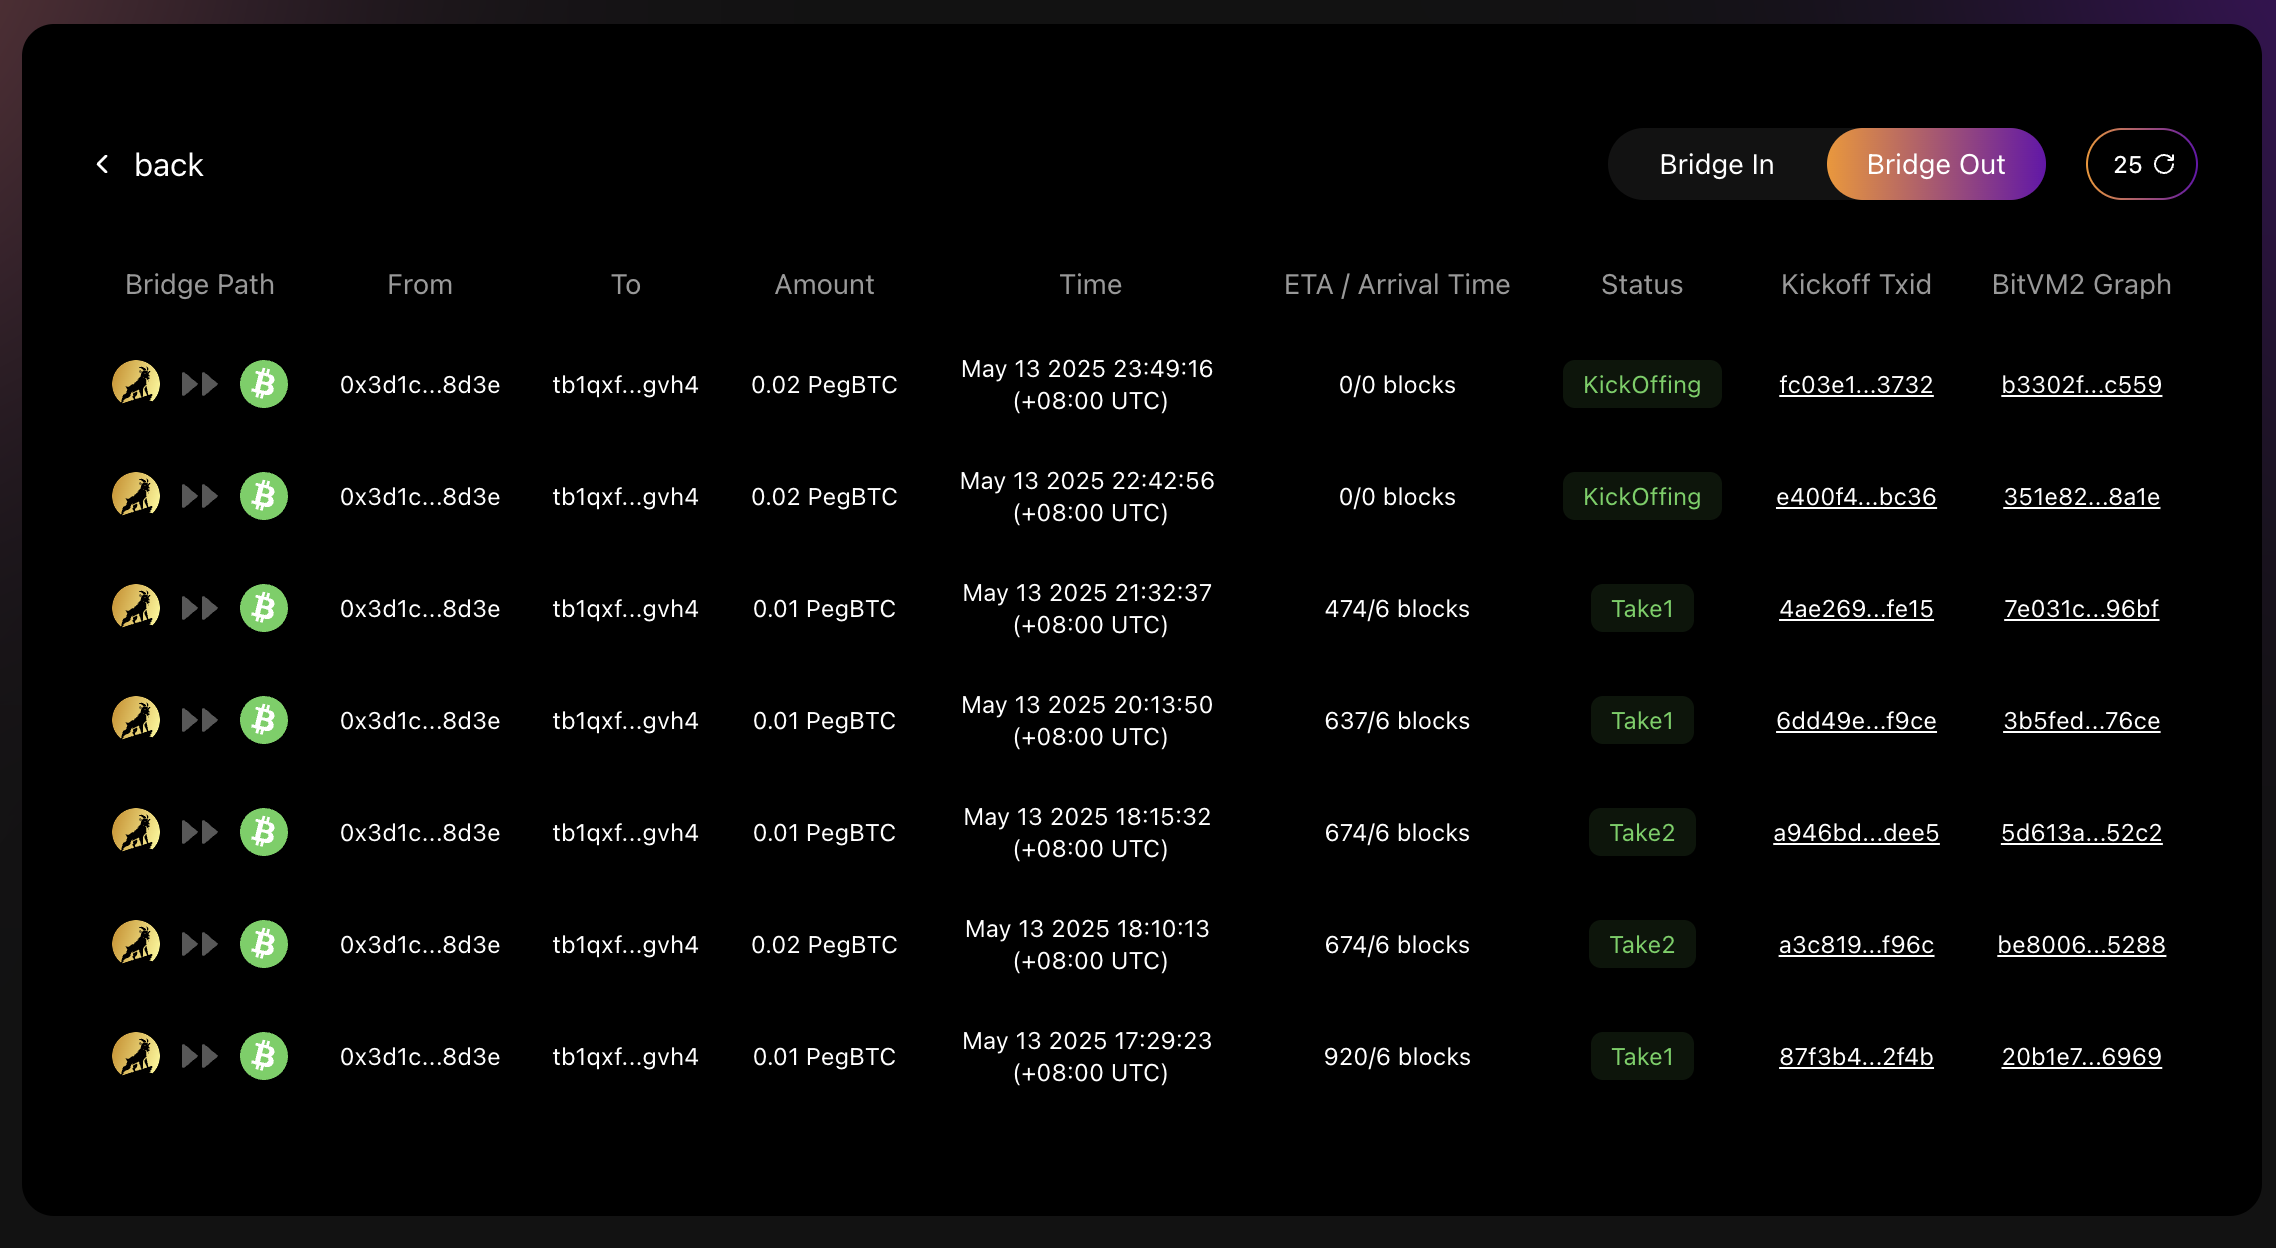 back
Bridge In
Bridge Out
25
Bridge Path From To Amount Time ETA / Arrival Time Status Kickoff Txid BitVM2 Graph
0x3d1c...8d3e tb1qxf...gvh4 0.02 PegBTC May 13 2025 23:49:16 (+08:00 UTC) 0/0 blocks KickOffing fc03e1...3732 b3302f...c559
0x3d1c...8d3e tb1qxf...gvh4 0.02 PegBTC May 13 2025 22:42:56 (+08:00 UTC) 0/0 blocks KickOffing e400f4...bc36 351e82...8a1e
0x3d1c...8d3e tb1qxf...gvh4 0.01 PegBTC May 13 2025 21:32:37 (+08:00 UTC) 474/6 blocks Take1 4ae269...fe15 7e031c...96bf
0x3d1c...8d3e tb1qxf...gvh4 0.01 PegBTC May 13 2025 20:13:50 (+08:00 UTC) 637/6 blocks Take1 6dd49e...f9ce 3b5fed...76ce
0x3d1c...8d3e tb1qxf...gvh4 0.01 PegBTC May 13 2025 18:15:32 (+08:00 UTC) 674/6 blocks Take2 a946bd...dee5 5d613a...52c2
0x3d1c...8d3e tb1qxf...gvh4 0.02 PegBTC May 13 2025 18:10:13 (+08:00 UTC) 674/6 blocks Take2 a3c819...f96c be8006...5288
0x3d1c...8d3e tb1qxf...gvh4 0.01 PegBTC May 13 2025 17:29:23 (+08:00 UTC) 920/6 blocks Take1 87f3b4...2f4b 20b1e7...6969